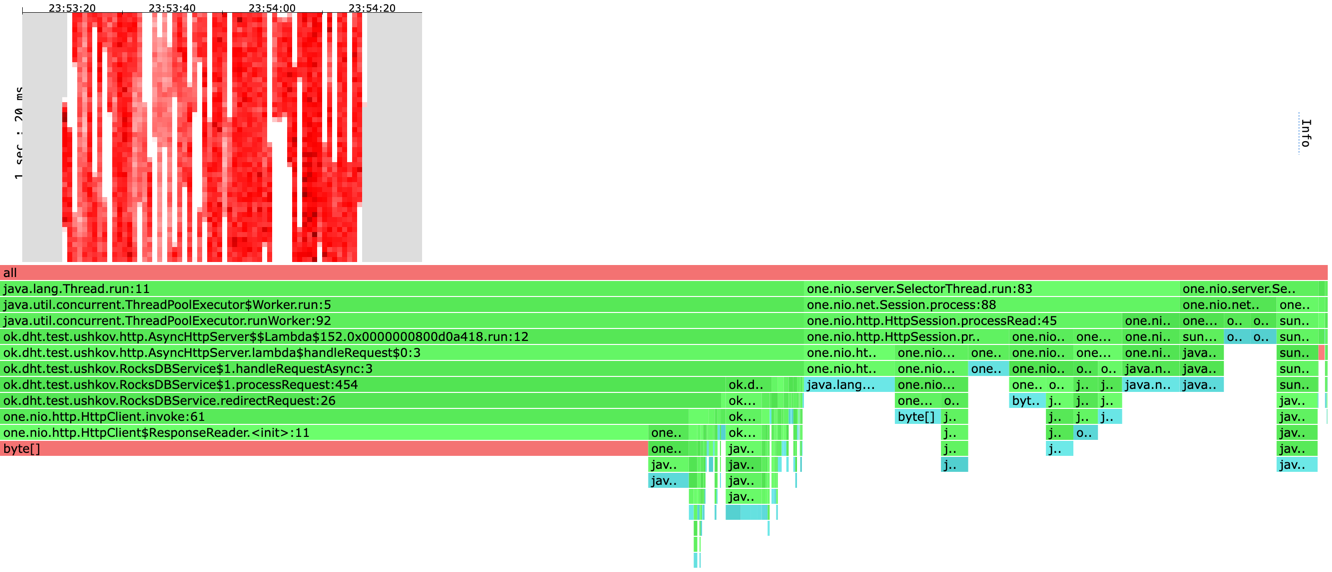 23:53:20 23:53:40 23:54:00 23:54:20
1 sec : 20 ms
Info
all
java.lang.Thread.run:11 one.nio.server.SelectorThread.run:83 one.nio.server.Se..
java.util.concurrent.ThreadPoolExecutor$Worker.run:5 one.nio.net.Session.process:88 one.nio.net.. one...
java.util.concurrent.ThreadPoolExecutor.runWorker:92 one.nio.http.HttpSession.processRead:45 one.ni.. one... o.. o.. sun..
ok.dht.test.ushkov.http.AsyncHttpServer$$Lambda$152.0x0000000800d0a418.run:12 one.nio.http.HttpSession.pr.. one.ni.. sun... o.. o.. sun..
ok.dht.test.ushkov.http.AsyncHttpServer.lambda$handleRequest$0:3 one.nio.ht.. one.nio... one.. one.nio.. one... one.ni.. java.. sun..
ok.dht.test.ushkov.RocksDBService$1.handleRequestAsync:3 one.nio.ht.. one.nio... one.. one.nio.. o.. o.. java.n.. java.. sun..
ok.dht.test.ushkov.RocksDBService$1.processRequest:454 ok.d.. java.lang... one.nio... one.. o.. j.. j.. java.n.. java.. sun..
ok.dht.test.ushkov.RocksDBService.redirectRequest:26 ok... one... o.. byt.. j.. j.. j.. jav..
one.nio.http.HttpClient.invoke:61 ok... byte[] j.. j.. j.. j.. jav..
one.nio.http.HttpClient$ResponseReader.<init>:11 one.. ok... j.. j.. o.. jav..
byte[] one.. jav.. j.. j.. jav..
jav.. jav.. j.. jav..
jav.. jav..
jav..